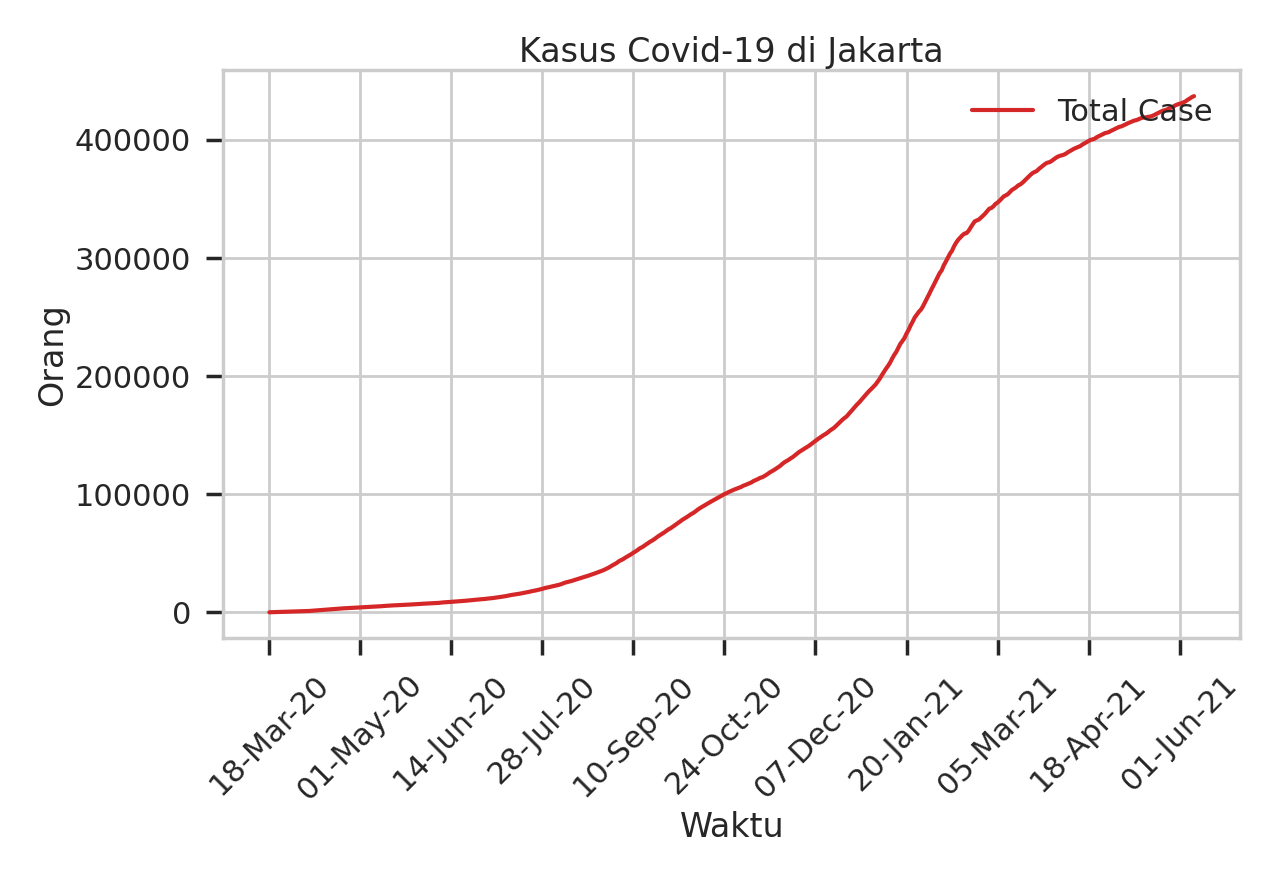 Kasus Covid-19 di Jakarta
Total Case
Orang
400000
300000
200000
100000
0
18-Mar-20
01-May-20
14-Jun-20
28-Jul-20
10-Sep-20
24-Oct-20
07-Dec-20
20-Jan-21
05-Mar-21
18-Apr-21
01-Jun-21
Waktu